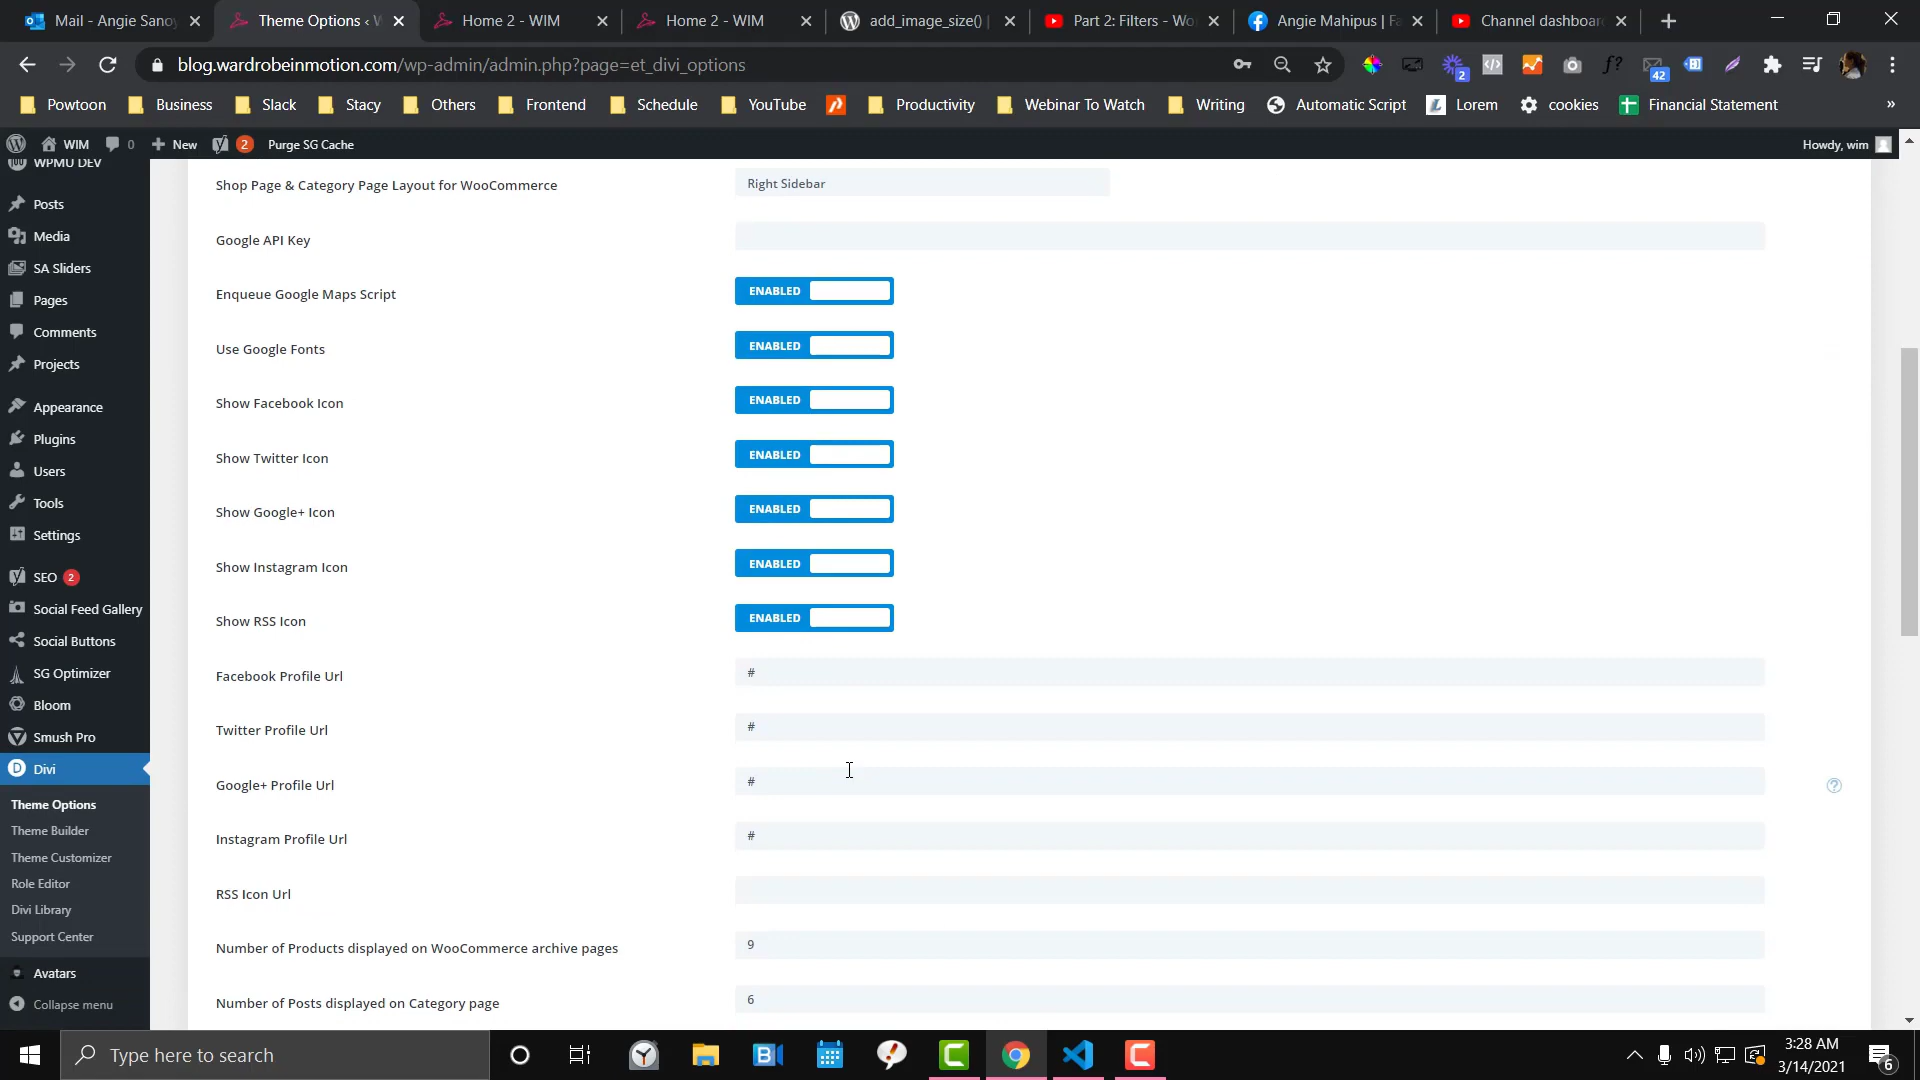 Mail - Angie Sanoy
Theme Options ‹ W
Home 2 - WIM
Home 2 - WIM
add_image_size() |
Part 2: Filters - Wo
Angie Mahipus | Fa
Channel dashboar
blog.wardrobeinmotion.com/wp-admin/admin.php?page=et_divi_options
2
f?
42
Powtoon
Business
Slack
Stacy
Others
Frontend
Schedule
YouTube
Productivity
Webinar To Watch
Writing
Automatic Script
Lorem
cookies
Financial Statement
»
WIM
0
New
2
Purge SG Cache
Howdy, wim
WPMU DEV
Posts
Media
SA Sliders
Pages
Comments
Projects
Appearance
Plugins
Users
Tools
Settings
SEO 2
Social Feed Gallery
Social Buttons
SG Optimizer
Bloom
Smush Pro
Divi
Theme Options
Theme Builder
Theme Customizer
Role Editor
Divi Library
Support Center
Avatars
Collapse menu
Shop Page & Category Page Layout for WooCommerce
Right Sidebar
Google API Key
Enqueue Google Maps Script
ENABLED
Use Google Fonts
ENABLED
Show Facebook Icon
ENABLED
Show Twitter Icon
ENABLED
Show Google+ Icon
ENABLED
Show Instagram Icon
ENABLED
Show RSS Icon
ENABLED
Facebook Profile Url
#
Twitter Profile Url
#
Google+ Profile Url
#
Instagram Profile Url
#
RSS Icon Url
Number of Products displayed on WooCommerce archive pages
9
Number of Posts displayed on Category page
6
Type here to search
3:28 AM
3/14/2021
6